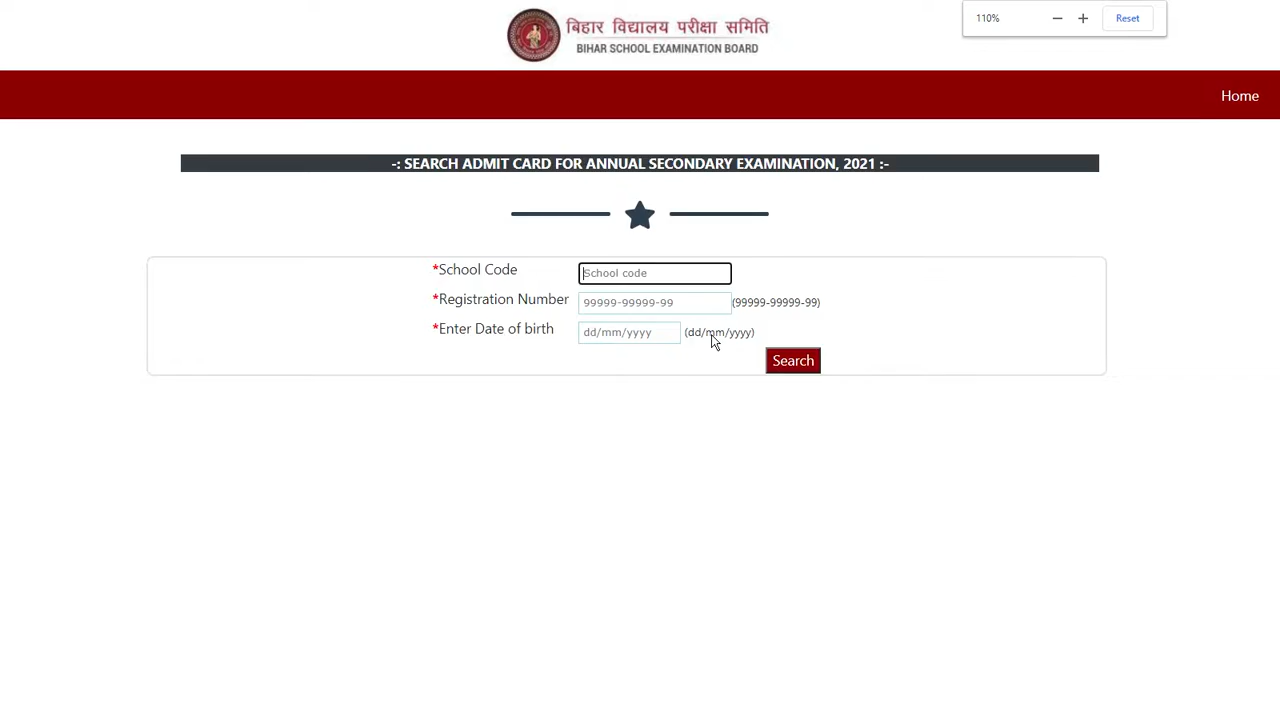 बिहार विद्यालय परीक्षा समिति
BIHAR SCHOOL EXAMINATION BOARD
110%
Reset
Home
-: SEARCH ADMIT CARD FOR ANNUAL SECONDARY EXAMINATION, 2021 :-
*School Code School code
*Registration Number 99999-99999-99 (99999-99999-99)
*Enter Date of birth dd/mm/yyyy (dd/mm/yyyy)
Search